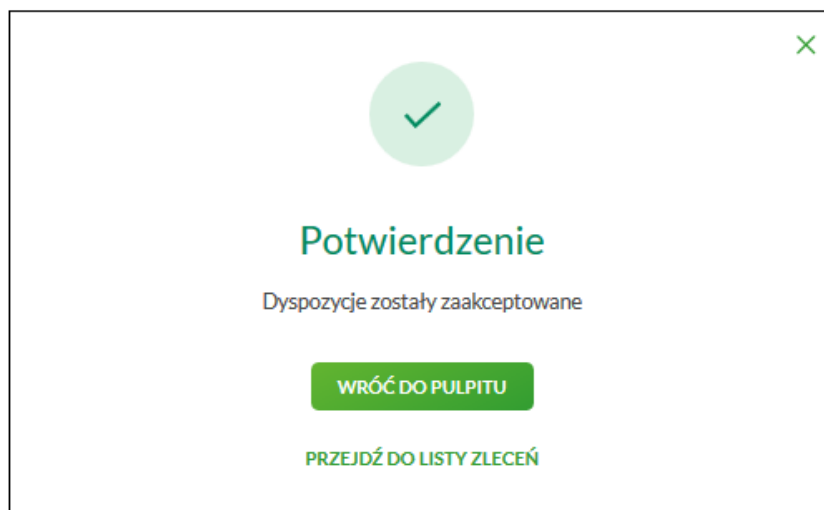 Potwierdzenie
Dyspozycje zostały zaakceptowane
WRÓĆ DO PULPITU
PRZEJDŹ DO LISTY ZLECEŃ